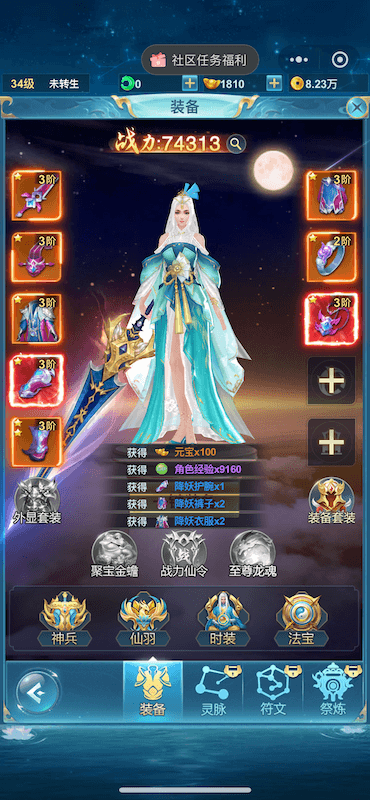 社区任务福利
34级 未转生 0 1810 8.23万
装备
战力:74313
3阶 3阶
3阶 2阶
3阶 3阶
3阶
3阶
获得 元宝x100
获得 角色经验x9160
获得 降妖护腕x1
获得 降妖裤子x2
获得 降妖衣服x2
外显套装 装备套装
聚宝金蟾 战力仙令 至尊龙魂
神兵 仙羽 时装 法宝
装备 灵脉 符文 祭炼